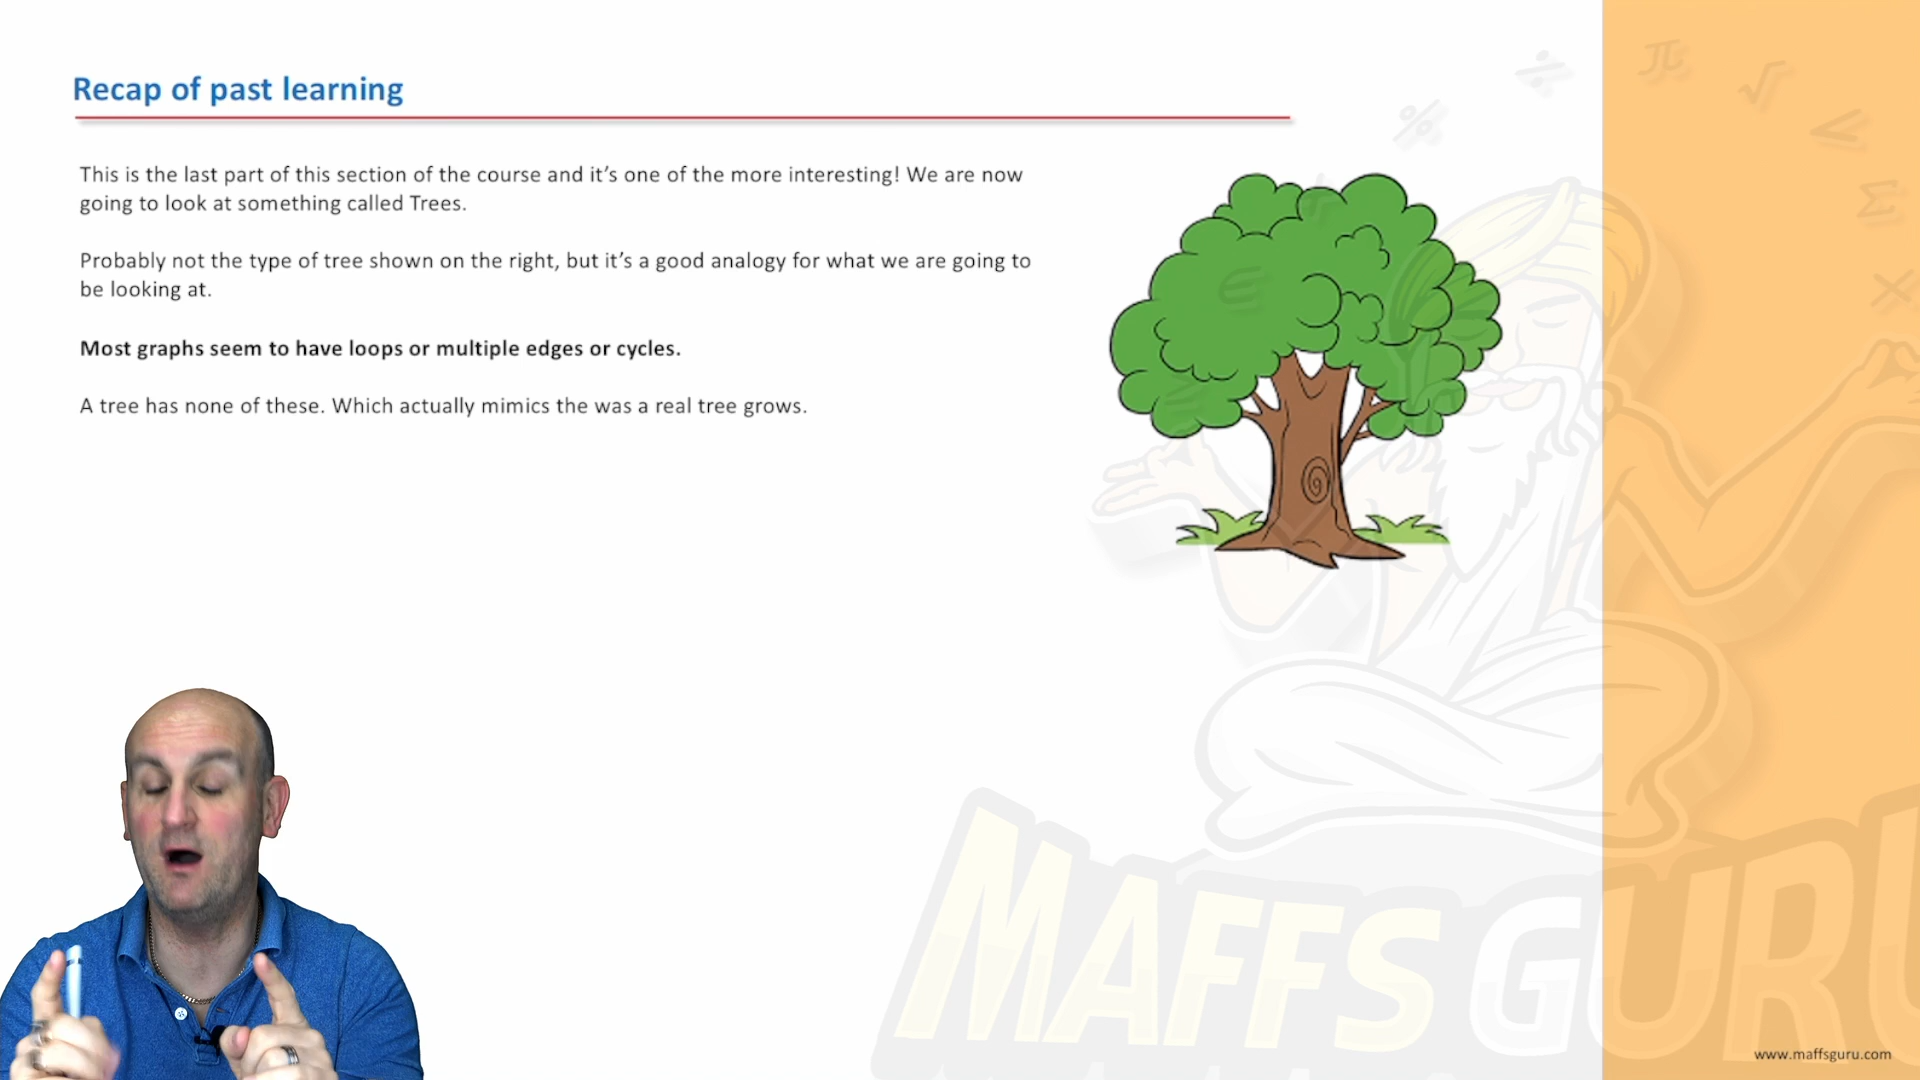 Recap of past learning
This is the last part of this section of the course and it’s one of the more interesting! We are now
going to look at something called Trees.
Probably not the type of tree shown on the right, but it’s a good analogy for what we are going to
be looking at.
Most graphs seem to have loops or multiple edges or cycles.
A tree has none of these. Which actually mimics the was a real tree grows.
MAFFS GURU
www.maffsguru.com